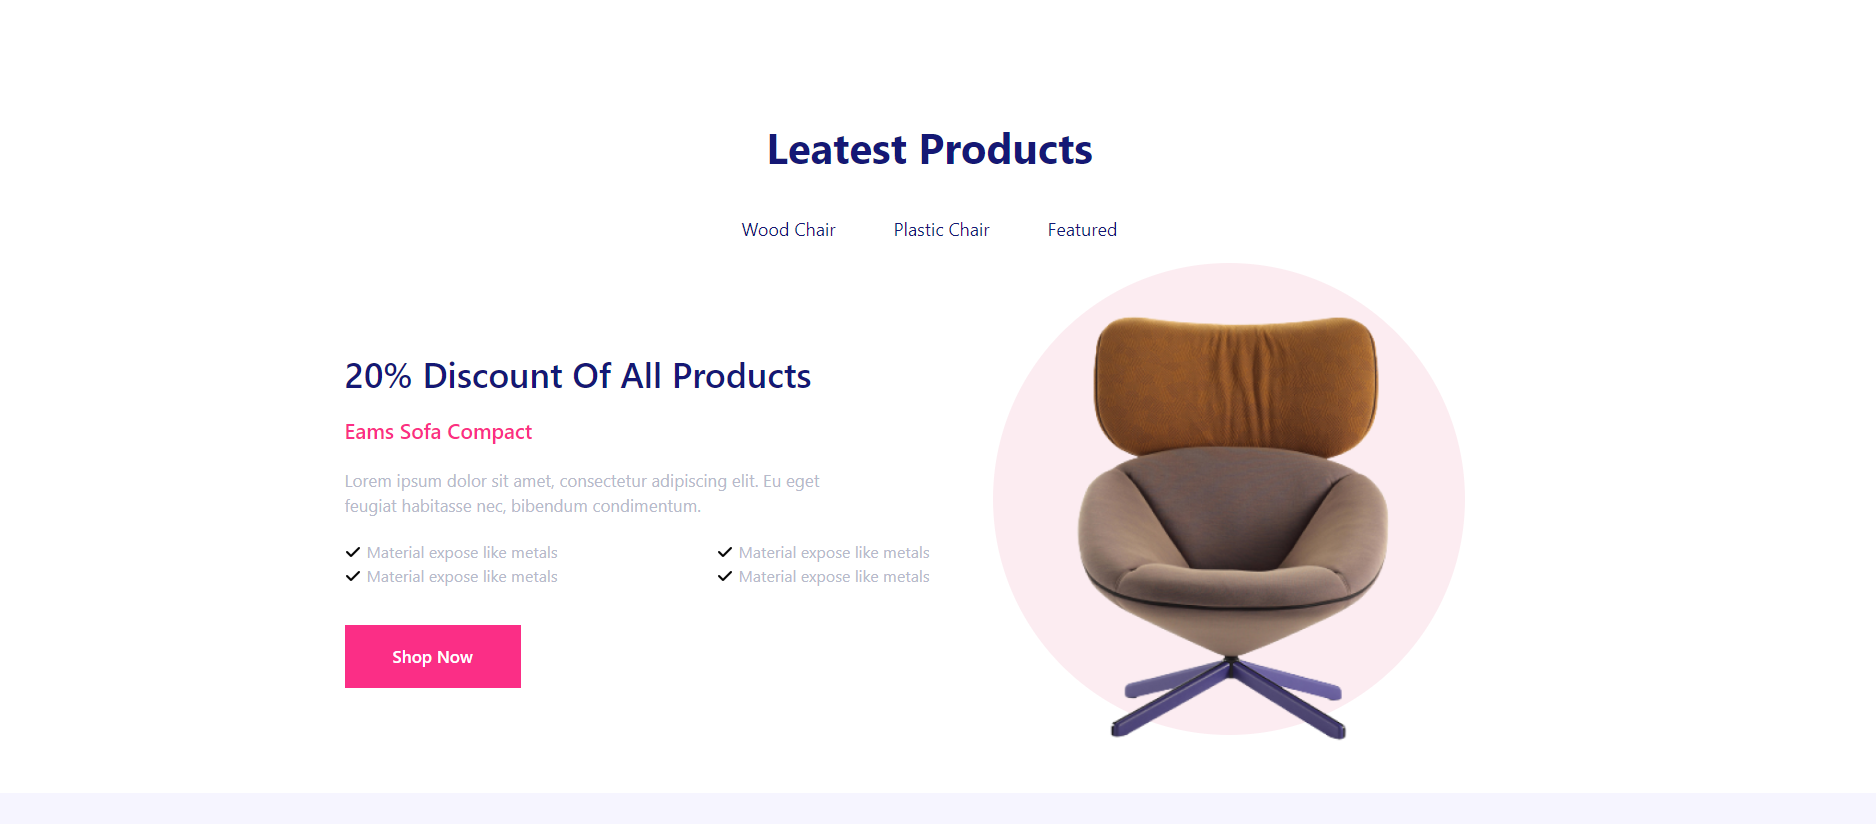 Leatest Products
Wood Chair Plastic Chair Featured
20% Discount Of All Products
Eams Sofa Compact
Lorem ipsum dolor sit amet, consectetur adipiscing elit. Eu eget
feugiat habitasse nec, bibendum condimentum.
Material expose like metals Material expose like metals
Material expose like metals Material expose like metals
Shop Now